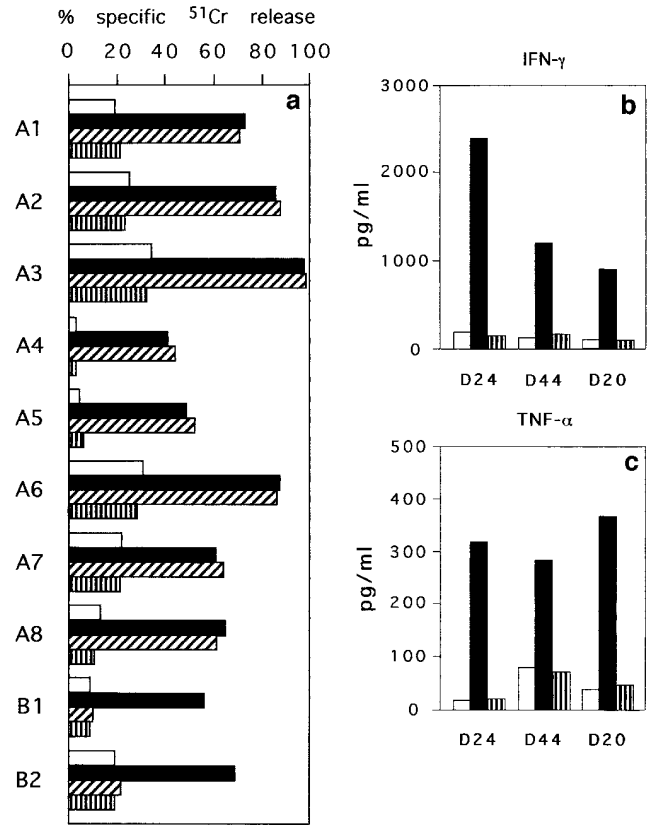 % specific ⁵¹Cr release
0 20 40 60 80 100
a
A1
A2
A3
A4
A5
A6
A7
A8
B1
B2
IFN-γ
b
3000
2000
1000
0
pg/ml
D24 D44 D20
TNF-α
c
500
400
300
200
100
0
pg/ml
D24 D44 D20